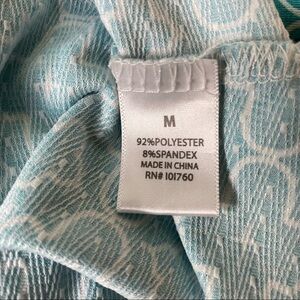 M
92%POLYESTER
8%SPANDEX
MADE IN CHINA
RN# 101760